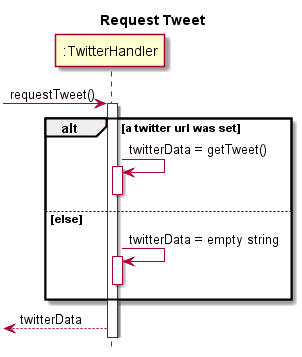 Request Tweet
:TwitterHandler
requestTweet()
alt [a twitter url was set]
twitterData = getTweet()
[else]
twitterData = empty string
twitterData